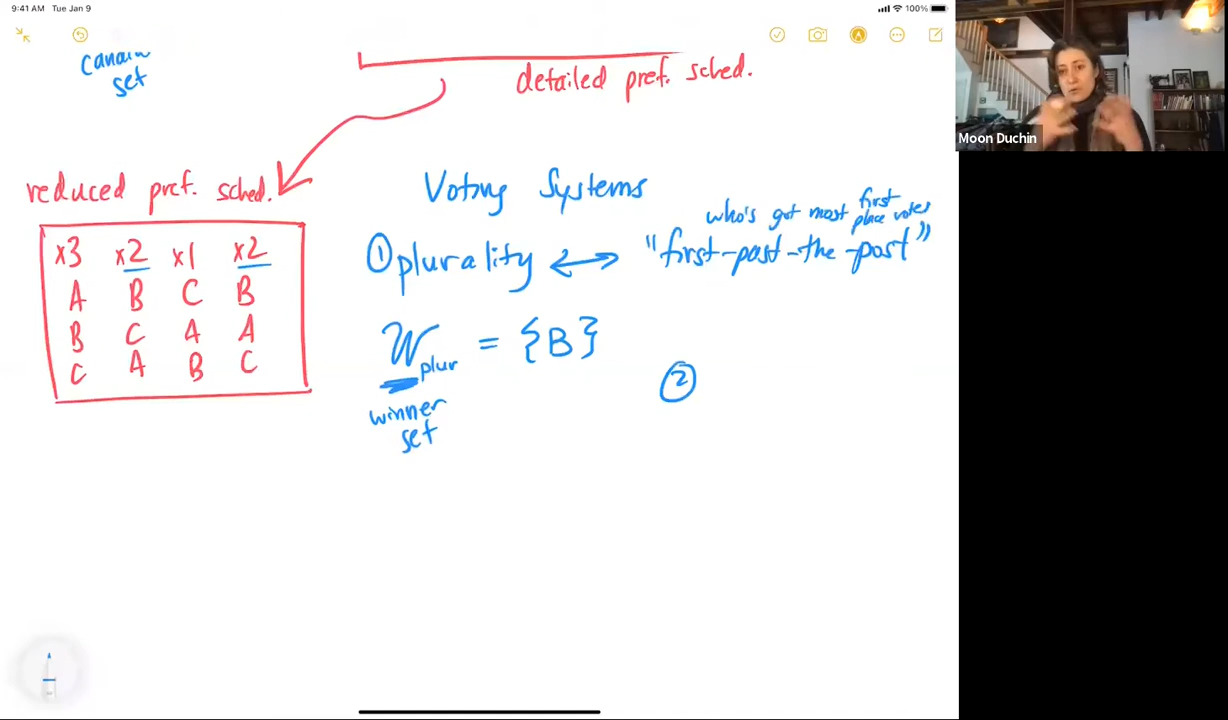 9:41 AM Tue Jan 9
100%
set
detailed pref. sched.
Moon Duchin
reduced pref. sched.
Voting Systems
who's got most first place votes
① plurality ↔ "first-past-the-post"
x3 x2 x1 x2
A B C B
B C A A
C A B C
W plur = {B}
winner
set
②